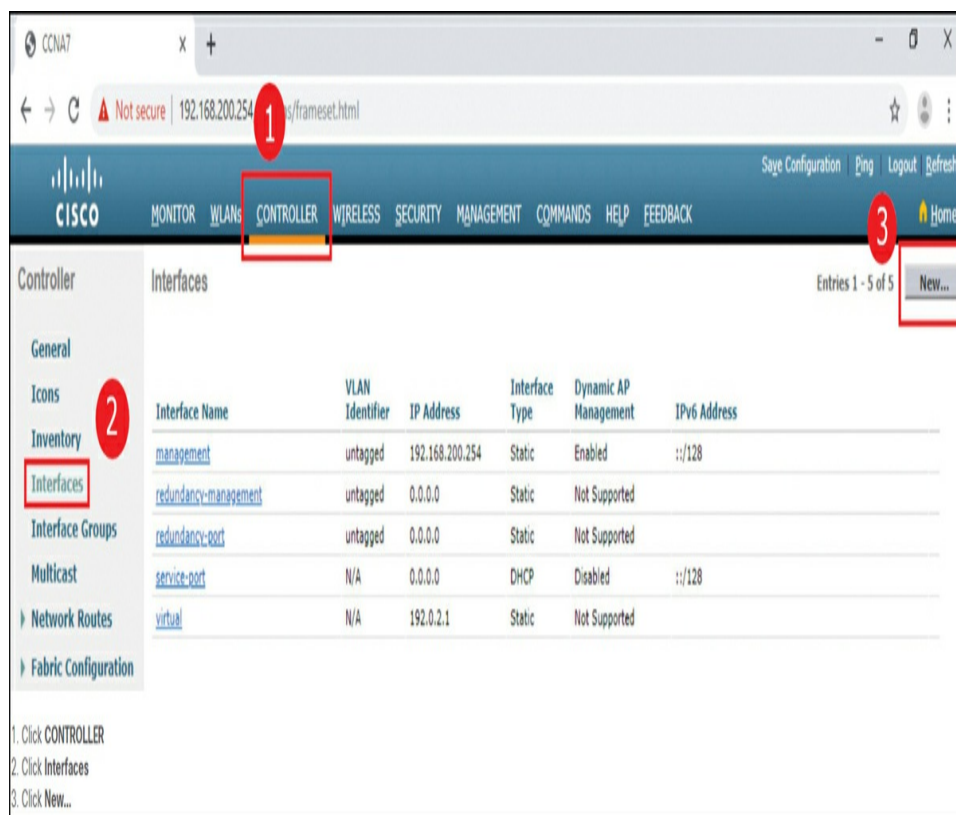 CCNA7
Not secure | 192.168.200.254 s/frameset.html
1
Save Configuration | Ping | Logout | Refresh
CISCO
MONITOR WLANs CONTROLLER WIRELESS SECURITY MANAGEMENT COMMANDS HELP FEEDBACK
Home
3
Controller
Interfaces
Entries 1 - 5 of 5
New...
General
Icons
2
Inventory
Interfaces
Interface Groups
Multicast
Network Routes
Fabric Configuration
Interface Name VLAN Identifier IP Address Interface Type Dynamic AP Management IPv6 Address
management untagged 192.168.200.254 Static Enabled ::/128
redundancy-management untagged 0.0.0.0 Static Not Supported
redundancy-port untagged 0.0.0.0 Static Not Supported
service-port N/A 0.0.0.0 DHCP Disabled ::/128
virtual N/A 192.0.2.1 Static Not Supported
1. Click CONTROLLER
2. Click Interfaces
3. Click New...